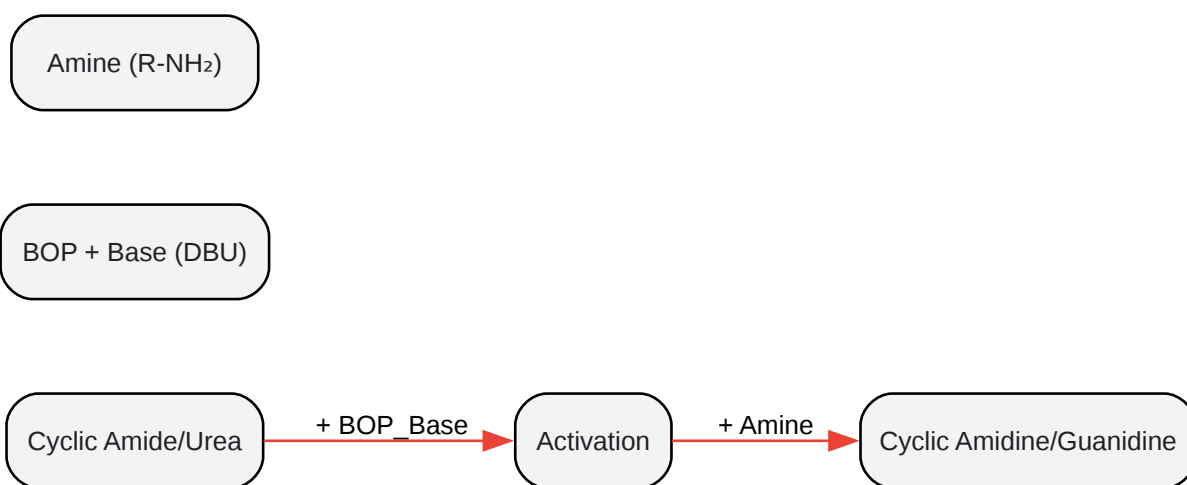 Amine (R-NH₂)
BOP + Base (DBU)
Cyclic Amide/Urea
+ BOP_Base
Activation
+ Amine
Cyclic Amidine/Guanidine